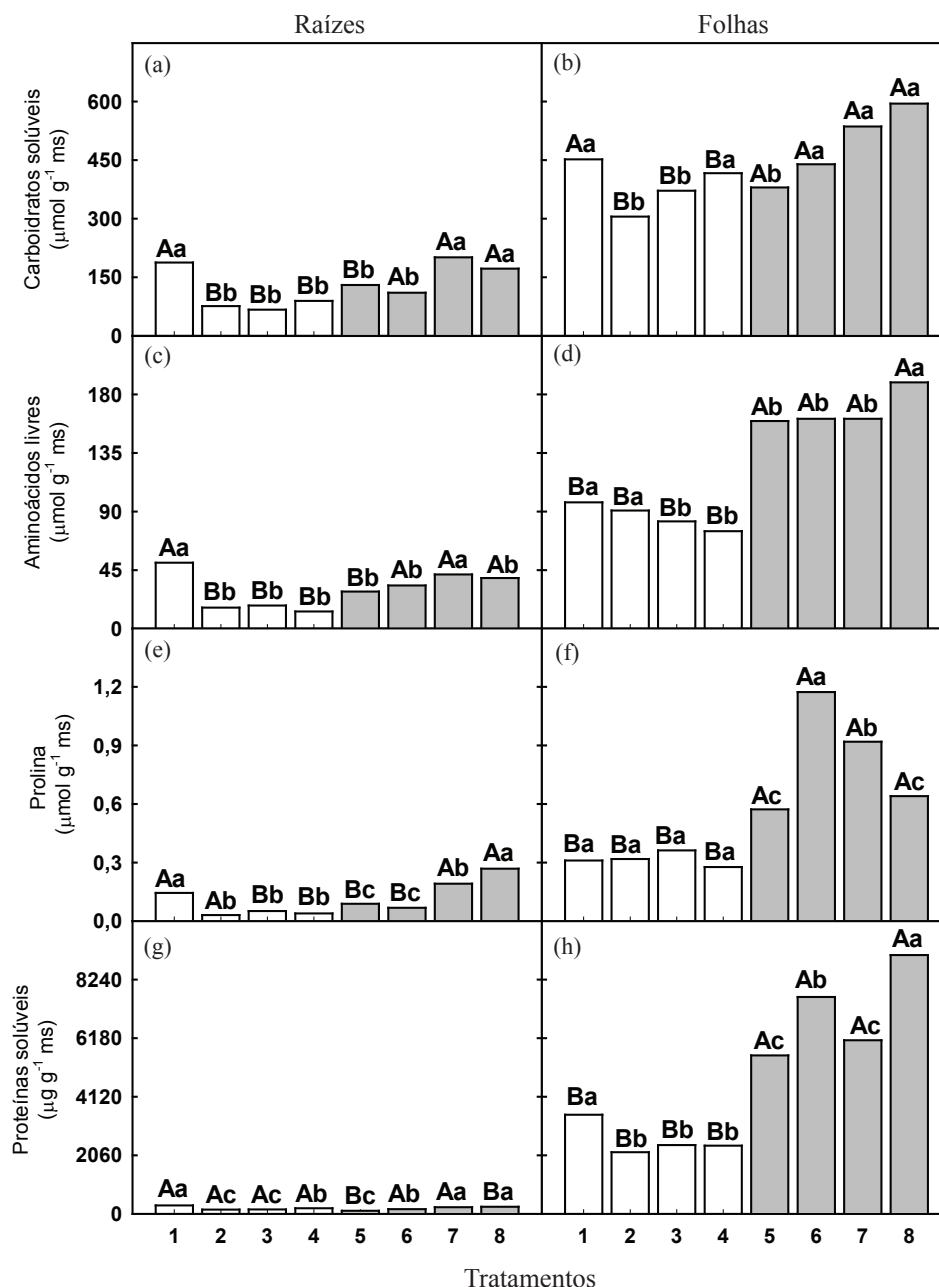 Raízes Folhas
(a) (b)
Carboidratos solúveis
(μmol g-1 ms)
600
450
300
150
0
Aa Bb Bb Bb Bb Ab Aa Aa
Aa Bb Bb Ba Ab Aa Aa Aa
(c) (d)
Aminoácidos livres
(μmol g-1 ms)
180
135
90
45
0
Aa Bb Bb Bb Bb Ab Aa Ab
Ba Ba Bb Bb Ab Ab Ab Aa
(e) (f)
Prolina
(μmol g-1 ms)
1,2
0,9
0,6
0,3
0,0
Aa Ab Bb Bb Bc Bc Ab Aa
Ba Ba Ba Ba Ac Aa Ab Ac
(g) (h)
Proteínas solúveis
(μg g-1 ms)
8240
6180
4120
2060
0
Aa Ac Ac Ab Bc Ab Aa Ba
Ba Bb Bb Bb Ac Ab Ac Aa
1 2 3 4 5 6 7 8 1 2 3 4 5 6 7 8
Tratamentos